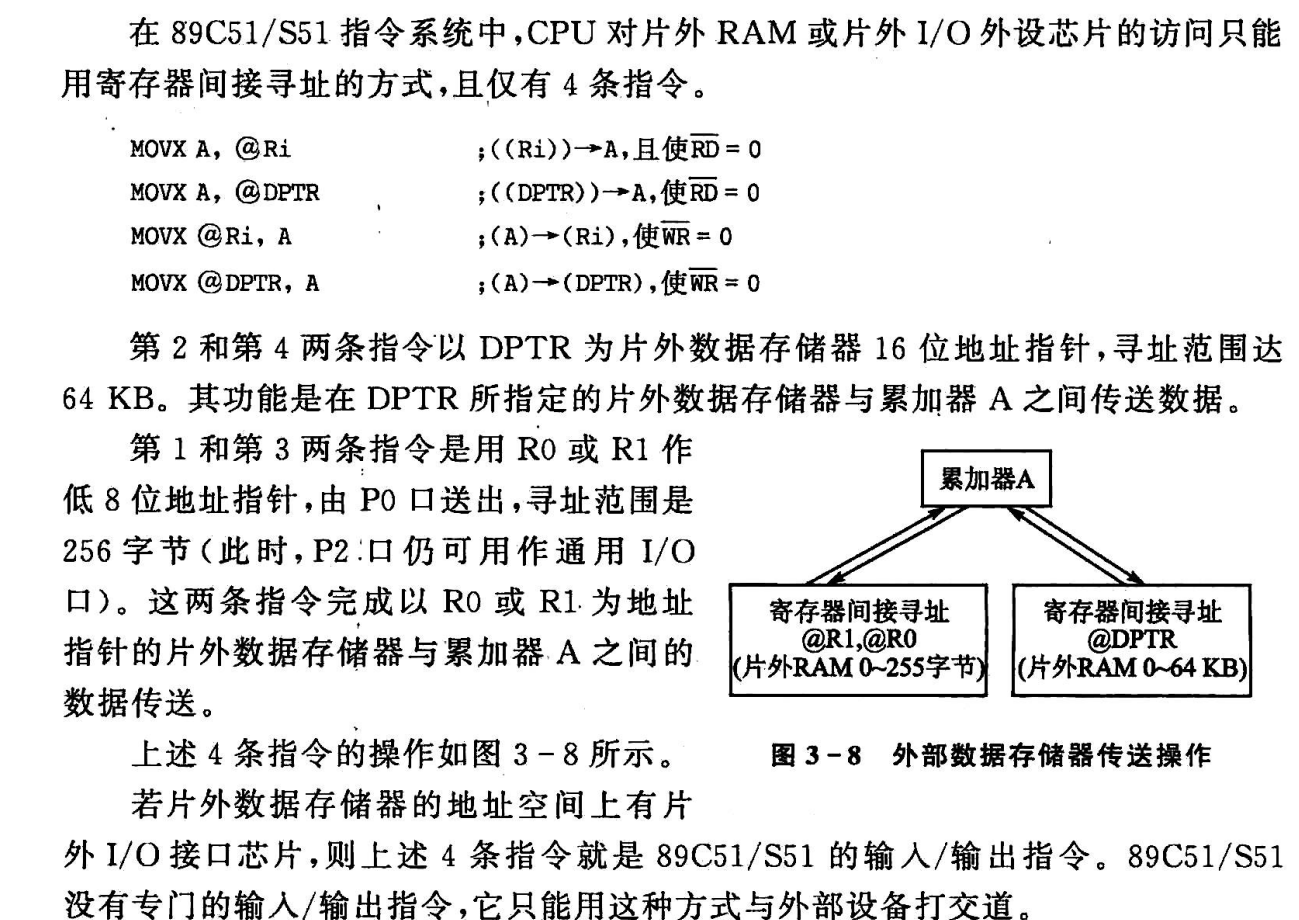 在 89C51/S51 指令系统中,CPU 对片外 RAM 或片外 I/O 外设芯片的访问只能
用寄存器间接寻址的方式,且仅有 4 条指令。
MOVX A, @Ri ;((Ri))→A,且使R̅D̅=0
MOVX A, @DPTR ;((DPTR))→A,使R̅D̅=0
MOVX @Ri, A ;(A)→(Ri),使W̅R̅=0
MOVX @DPTR, A ;(A)→(DPTR),使W̅R̅=0
第 2 和第 4 两条指令以 DPTR 为片外数据存储器 16 位地址指针,寻址范围达
64 KB。其功能是在 DPTR 所指定的片外数据存储器与累加器 A 之间传送数据。
第 1 和第 3 两条指令是用 R0 或 R1 作
低 8 位地址指针,由 P0 口送出,寻址范围是
256 字节(此时,P2 口仍可用作通用 I/O
口)。这两条指令完成以 R0 或 R1 为地址
指针的片外数据存储器与累加器 A 之间的
数据传送。
上述 4 条指令的操作如图 3-8 所示。
累加器A
寄存器间接寻址
@R1,@R0
(片外RAM 0~255字节)
寄存器间接寻址
@DPTR
(片外RAM 0~64 KB)
图 3-8 外部数据存储器传送操作
若片外数据存储器的地址空间上有片
外 I/O 接口芯片,则上述 4 条指令就是 89C51/S51 的输入/输出指令。89C51/S51
没有专门的输入/输出指令,它只能用这种方式与外部设备打交道。